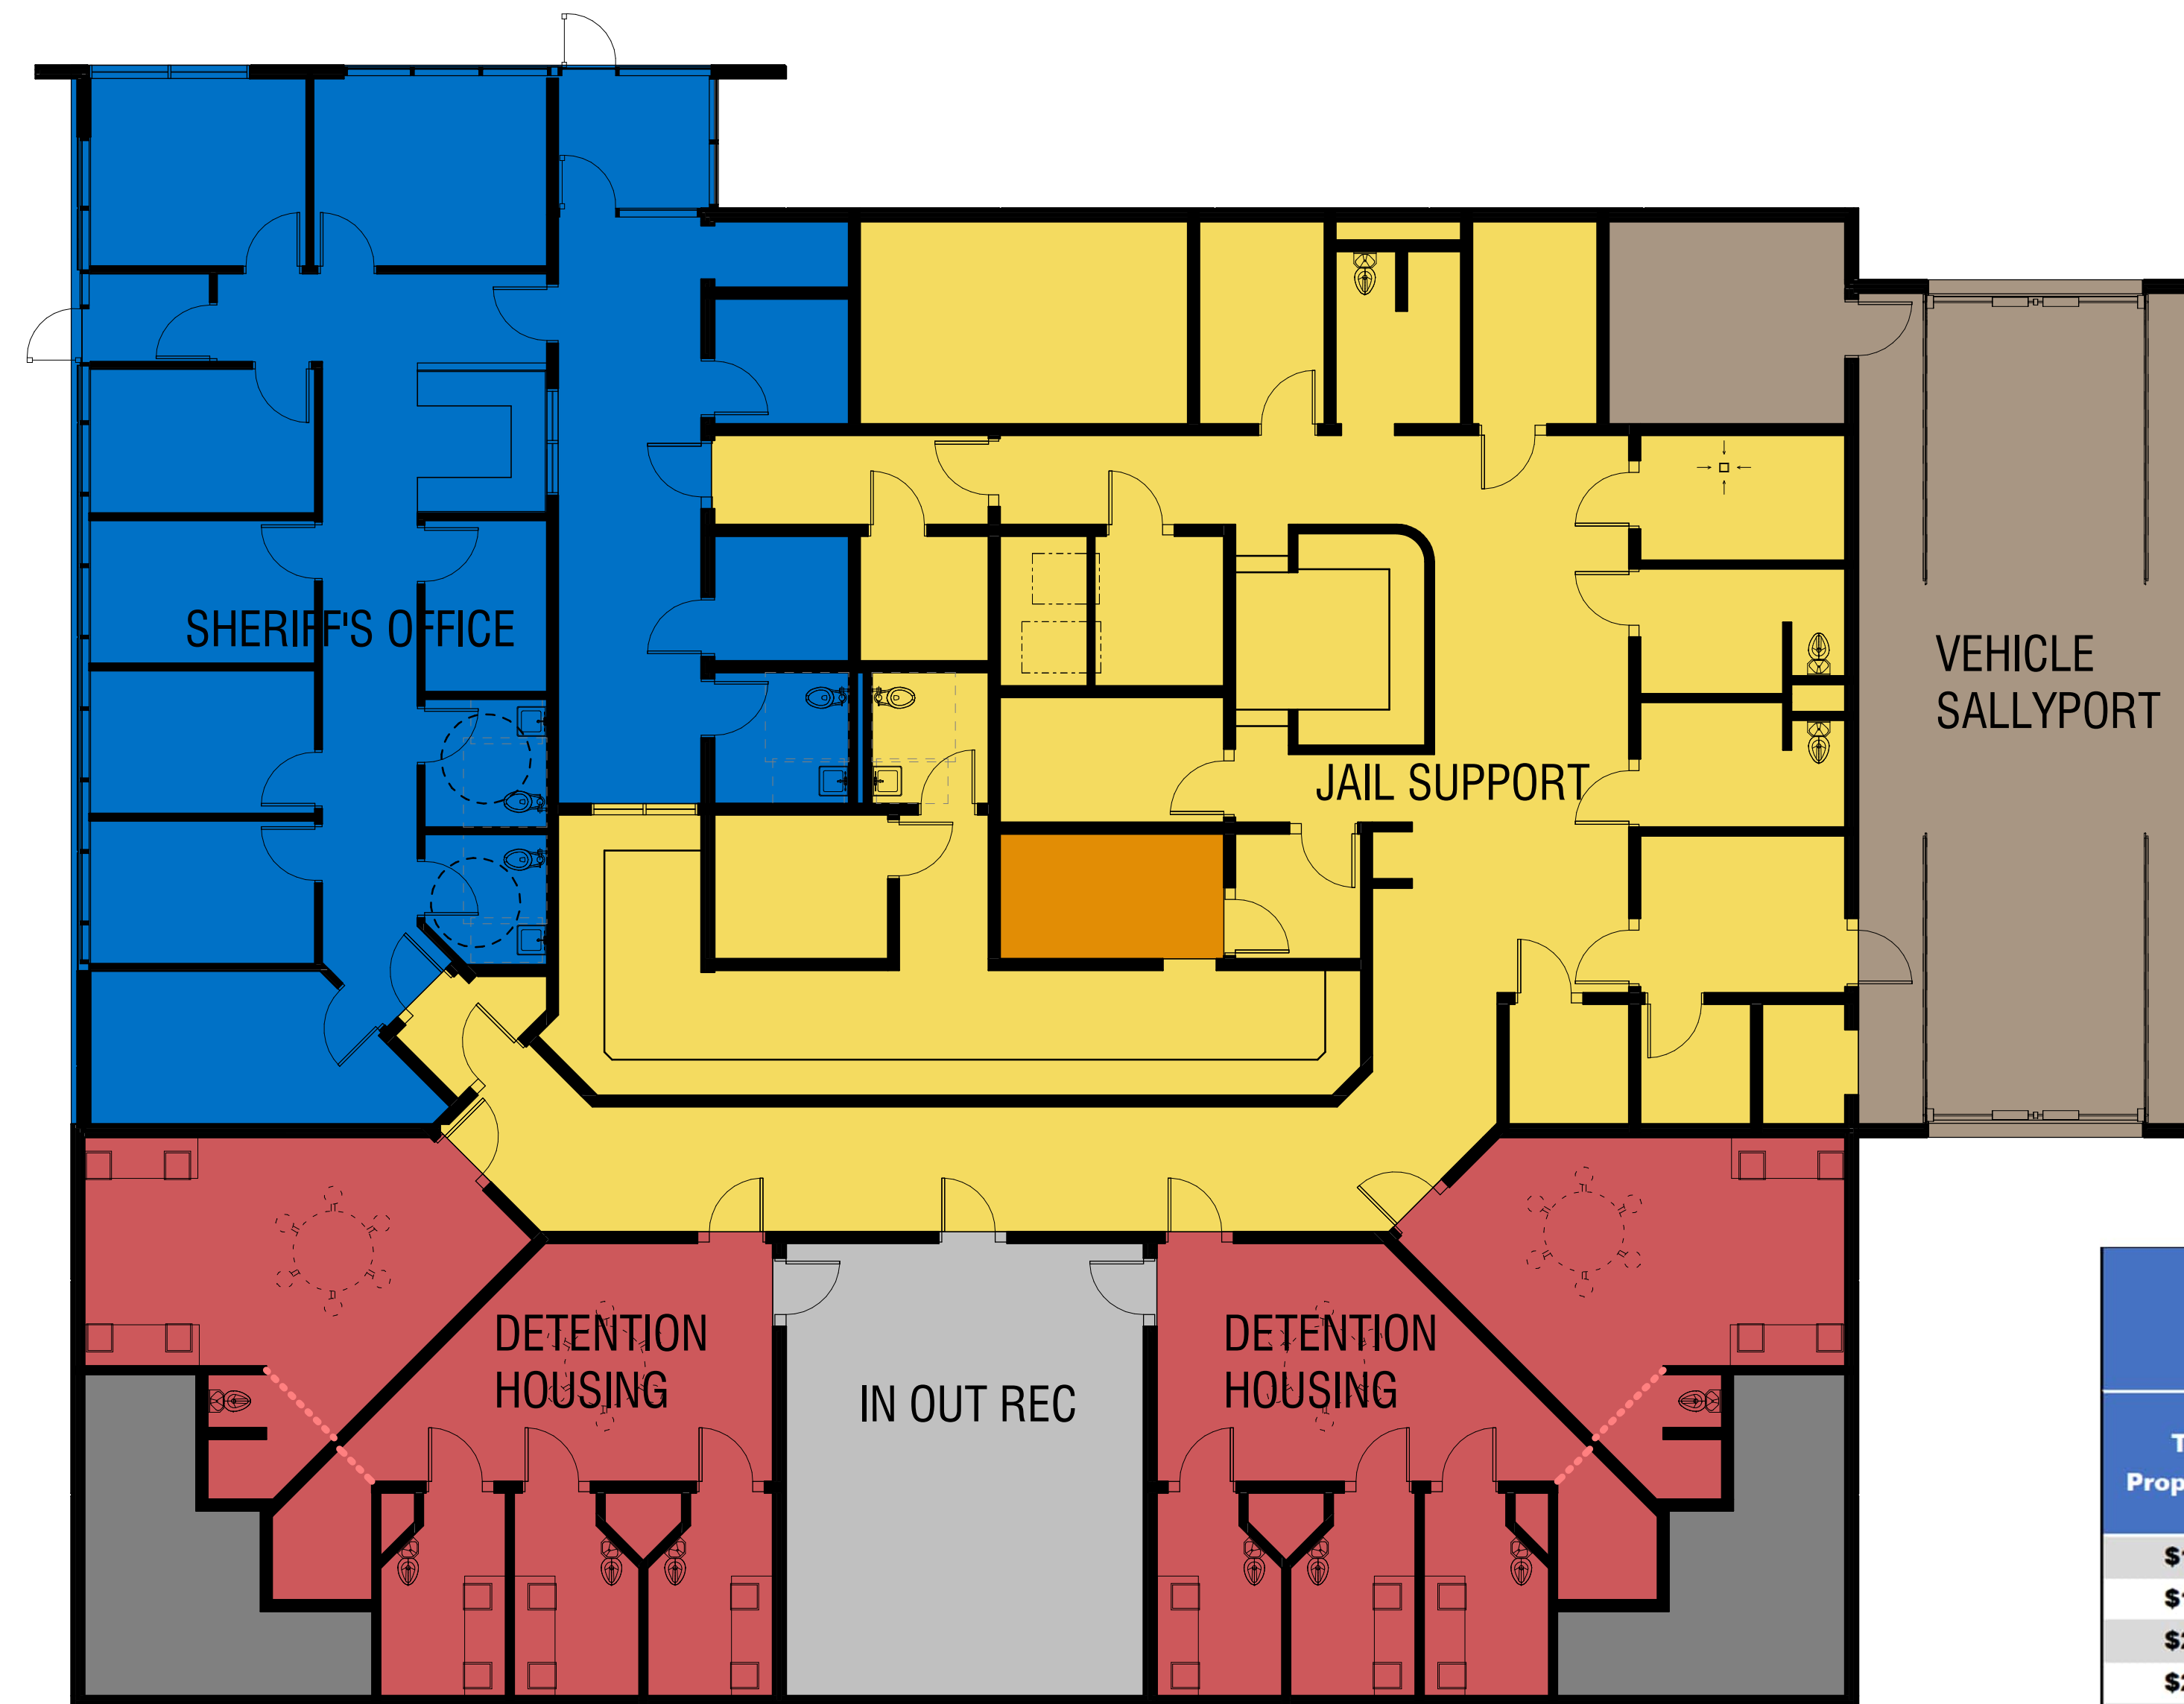 SHERIFF'S OFFICE
VEHICLE
SALLYPORT
JAIL SUPPORT
DETENTION
HOUSING
DETENTION
HOUSING
IN OUT REC